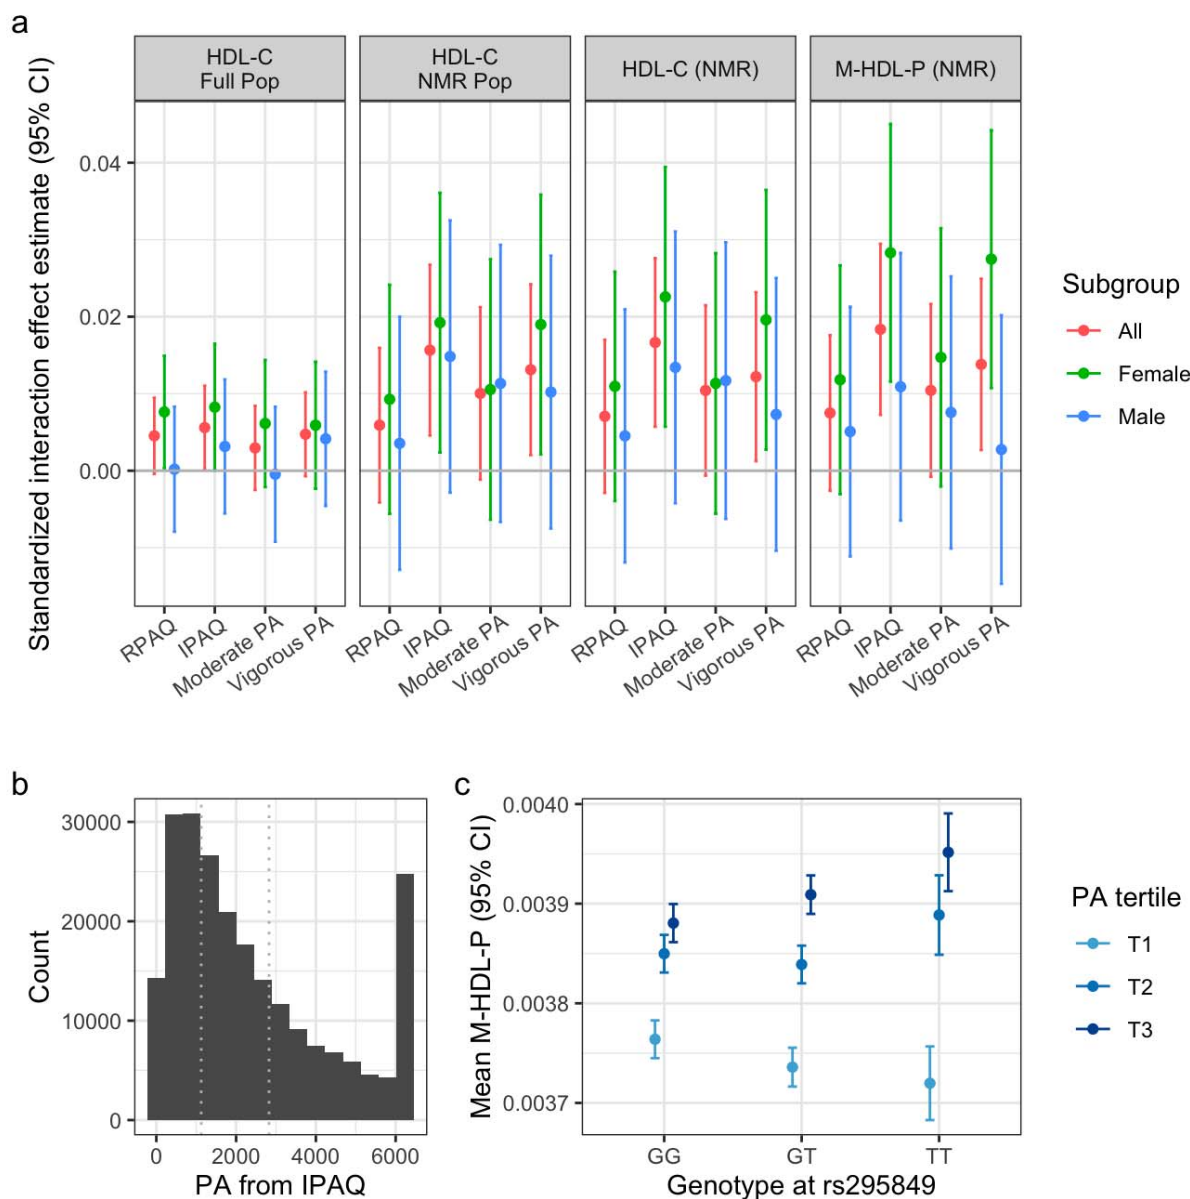 a
Standardized interaction effect estimate (95% CI)
HDL-C
Full Pop
HDL-C
NMR Pop
HDL-C (NMR)
M-HDL-P (NMR)
0.04
0.02
0.00
RPAQ
IPAQ
Moderate PA
Vigorous PA
RPAQ
IPAQ
Moderate PA
Vigorous PA
RPAQ
IPAQ
Moderate PA
Vigorous PA
RPAQ
IPAQ
Moderate PA
Vigorous PA
Subgroup
All
Female
Male
b
Count
30000
20000
10000
0
0
2000
4000
6000
PA from IPAQ
c
Mean M-HDL-P (95% CI)
0.0040
0.0039
0.0038
0.0037
GG
GT
TT
Genotype at rs295849
PA tertile
T1
T2
T3